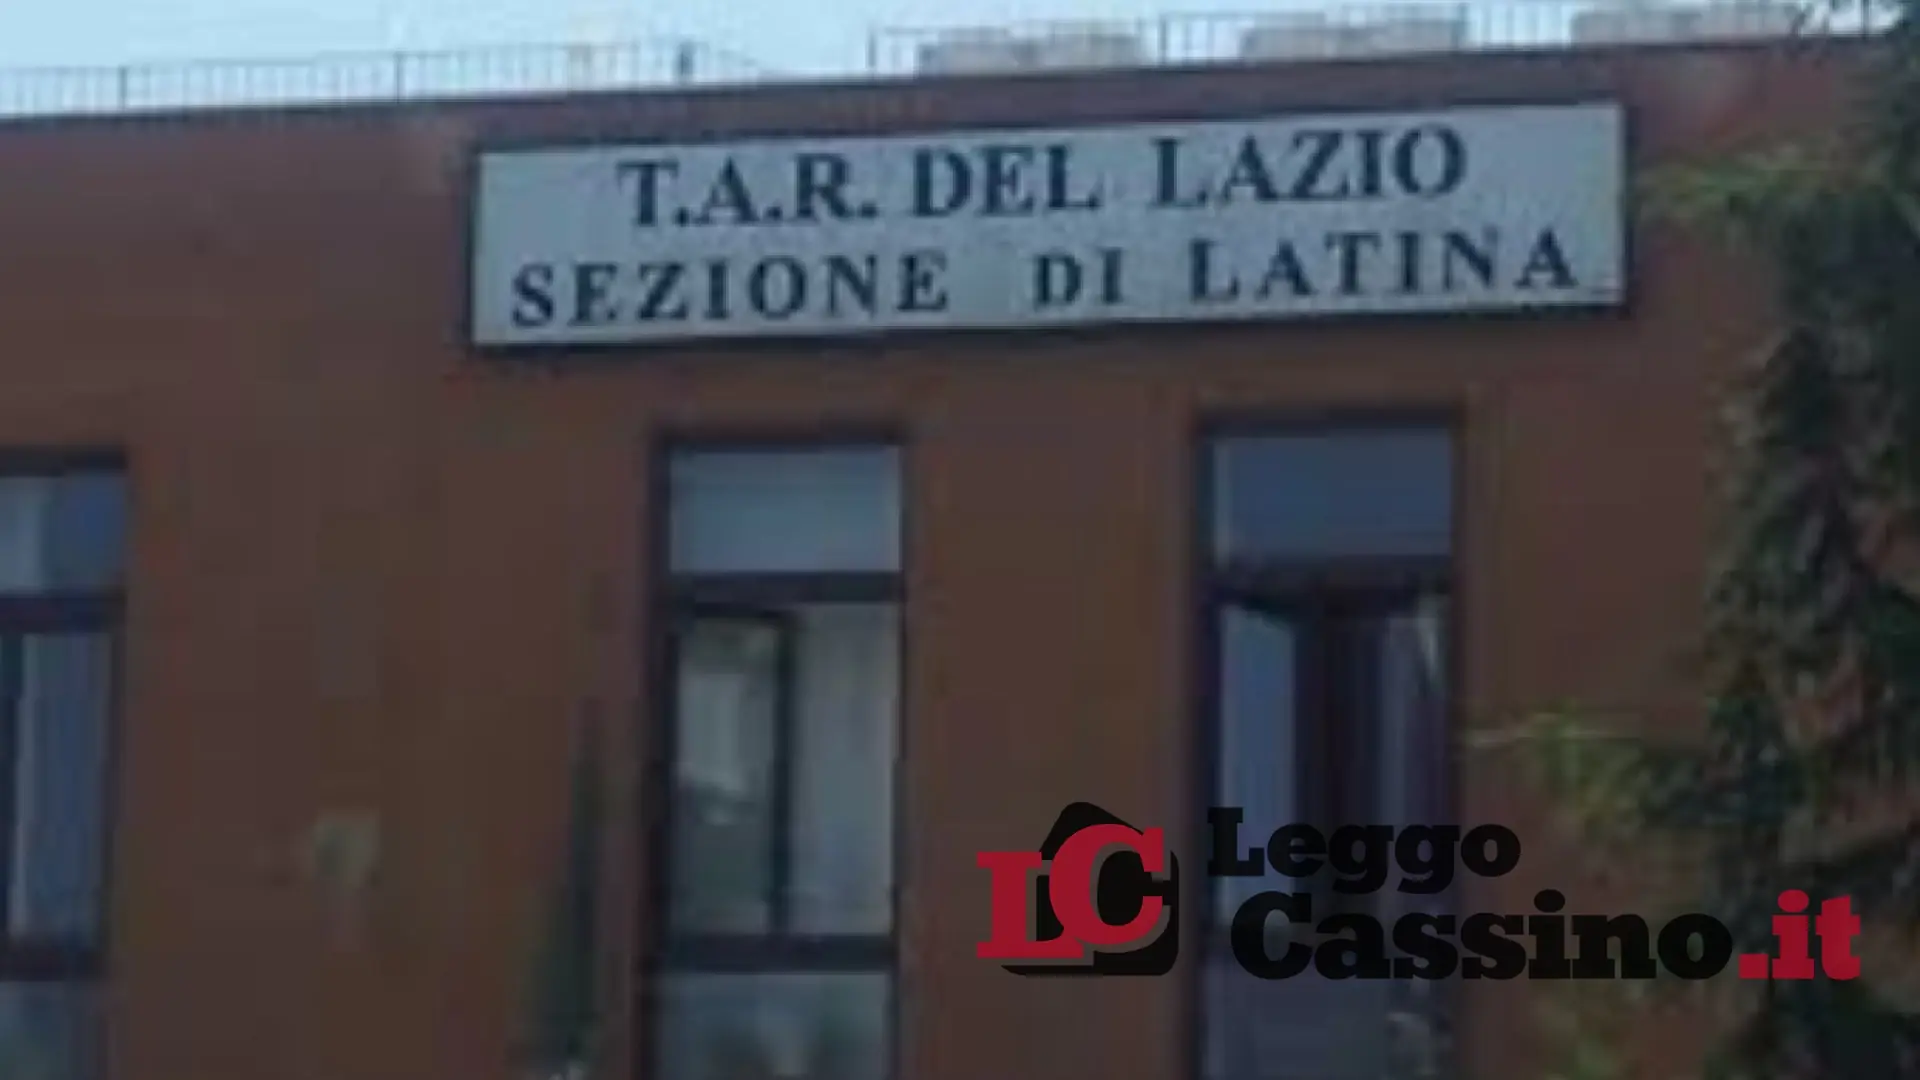 T.A.R. DEL LAZIO
SEZIONE DI LATINA
LC Leggo
Cassino.it